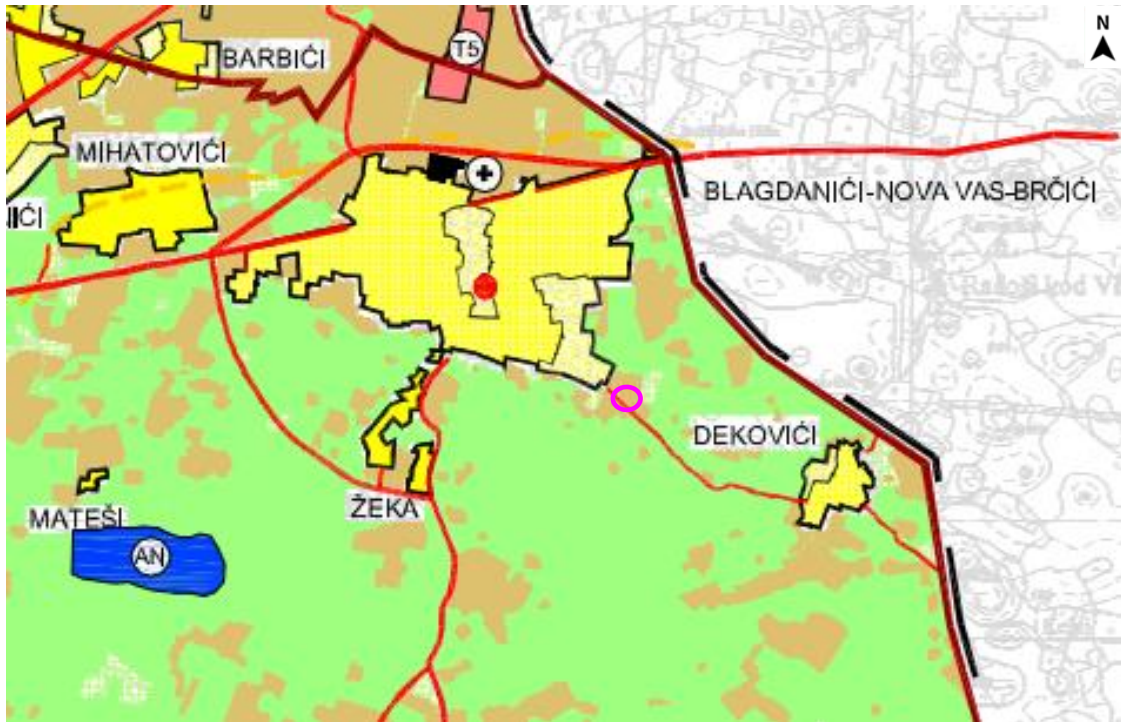 N
T5
BARBIĆI
MIHATOVIĆI
BLAGDANIĆI-NOVA VAS-BRČIĆI
IĆI
DEKOVIĆI
ŽEKA
MATEŠI
AN